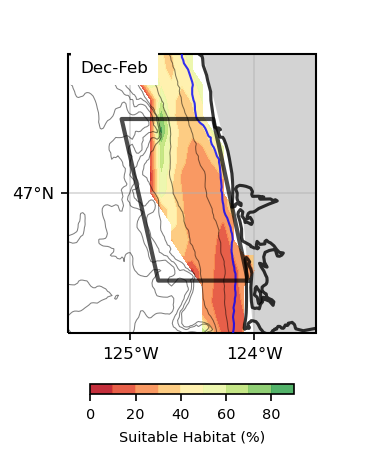 Dec-Feb
47°N
125°W 124°W
0 20 40 60 80
Suitable Habitat (%)